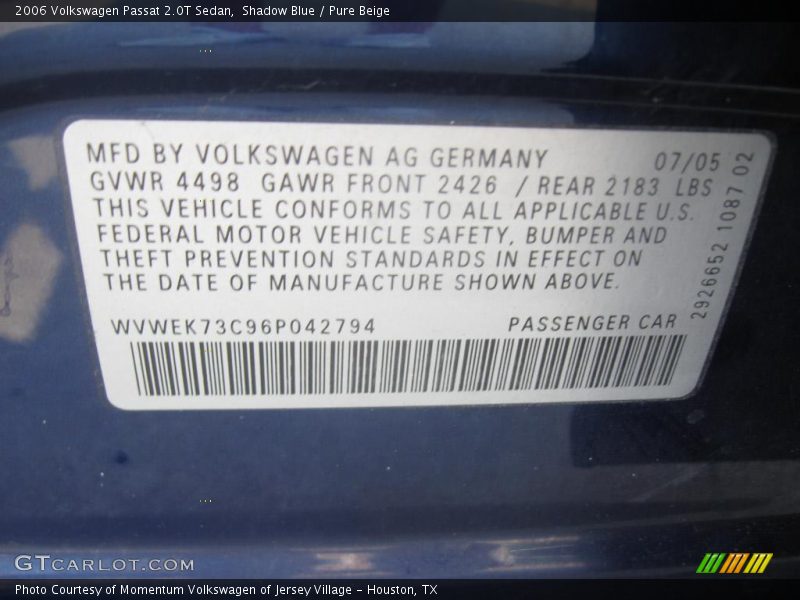 2006 Volkswagen Passat 2.0T Sedan, Shadow Blue / Pure Beige
MFD BY VOLKSWAGEN AG GERMANY 07/05
GVWR 4498 GAWR FRONT 2426 / REAR 2183 LBS
THIS VEHICLE CONFORMS TO ALL APPLICABLE U.S.
FEDERAL MOTOR VEHICLE SAFETY, BUMPER AND
THEFT PREVENTION STANDARDS IN EFFECT ON
THE DATE OF MANUFACTURE SHOWN ABOVE.
2926652 1087 02
WVWEK73C96P042794 PASSENGER CAR
GTCARLOT.COM
Photo Courtesy of Momentum Volkswagen of Jersey Village - Houston, TX